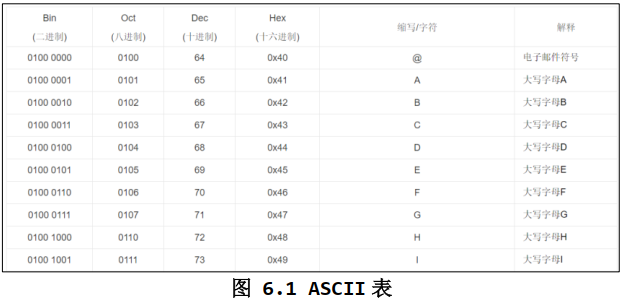 Bin Oct Dec Hex 缩写/字符 解释
(二进制) (八进制) (十进制) (十六进制)
0100 0000 0100 64 0x40 @ 电子邮件符号
0100 0001 0101 65 0x41 A 大写字母A
0100 0010 0102 66 0x42 B 大写字母B
0100 0011 0103 67 0x43 C 大写字母C
0100 0100 0104 68 0x44 D 大写字母D
0100 0101 0105 69 0x45 E 大写字母E
0100 0110 0106 70 0x46 F 大写字母F
0100 0111 0107 71 0x47 G 大写字母G
0100 1000 0110 72 0x48 H 大写字母H
0100 1001 0111 73 0x49 I 大写字母I
图 6.1 ASCII 表